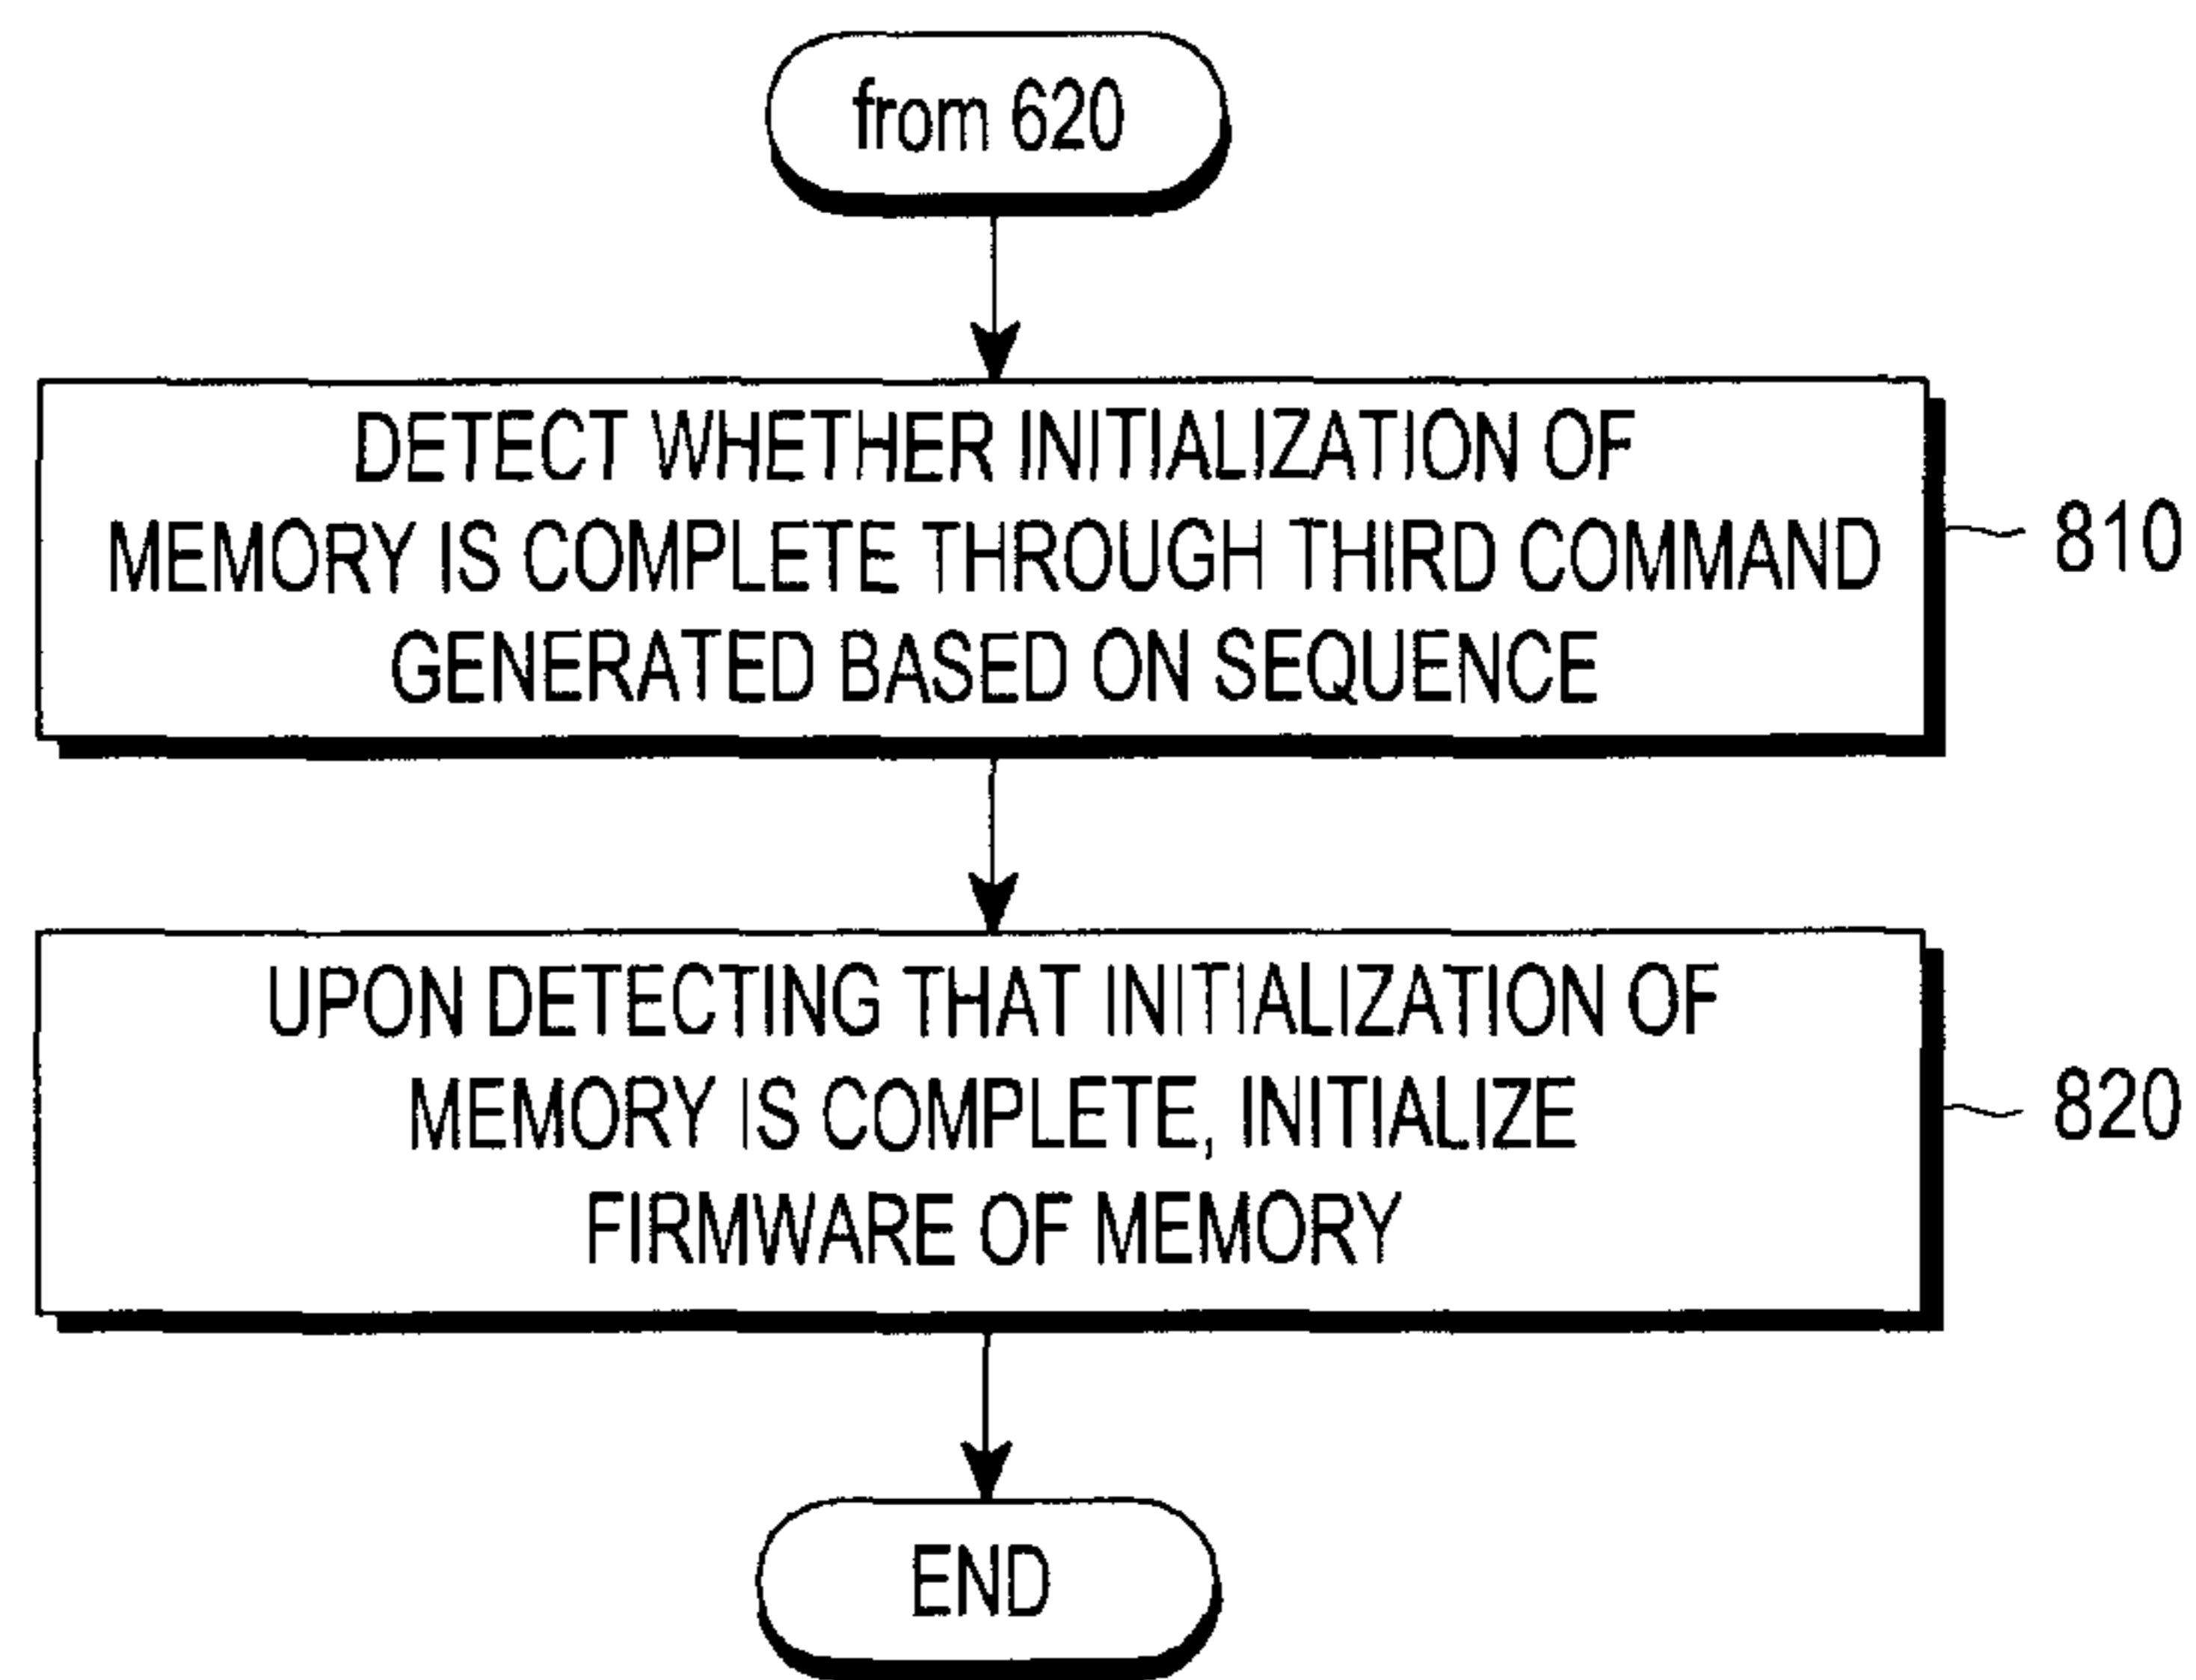 from 620
DETECT WHETHER INITIALIZATION OF
MEMORY IS COMPLETE THROUGH THIRD COMMAND
GENERATED BASED ON SEQUENCE
810
UPON DETECTING THAT INITIALIZATION OF
MEMORY IS COMPLETE, INITIALIZE
FIRMWARE OF MEMORY
820
END